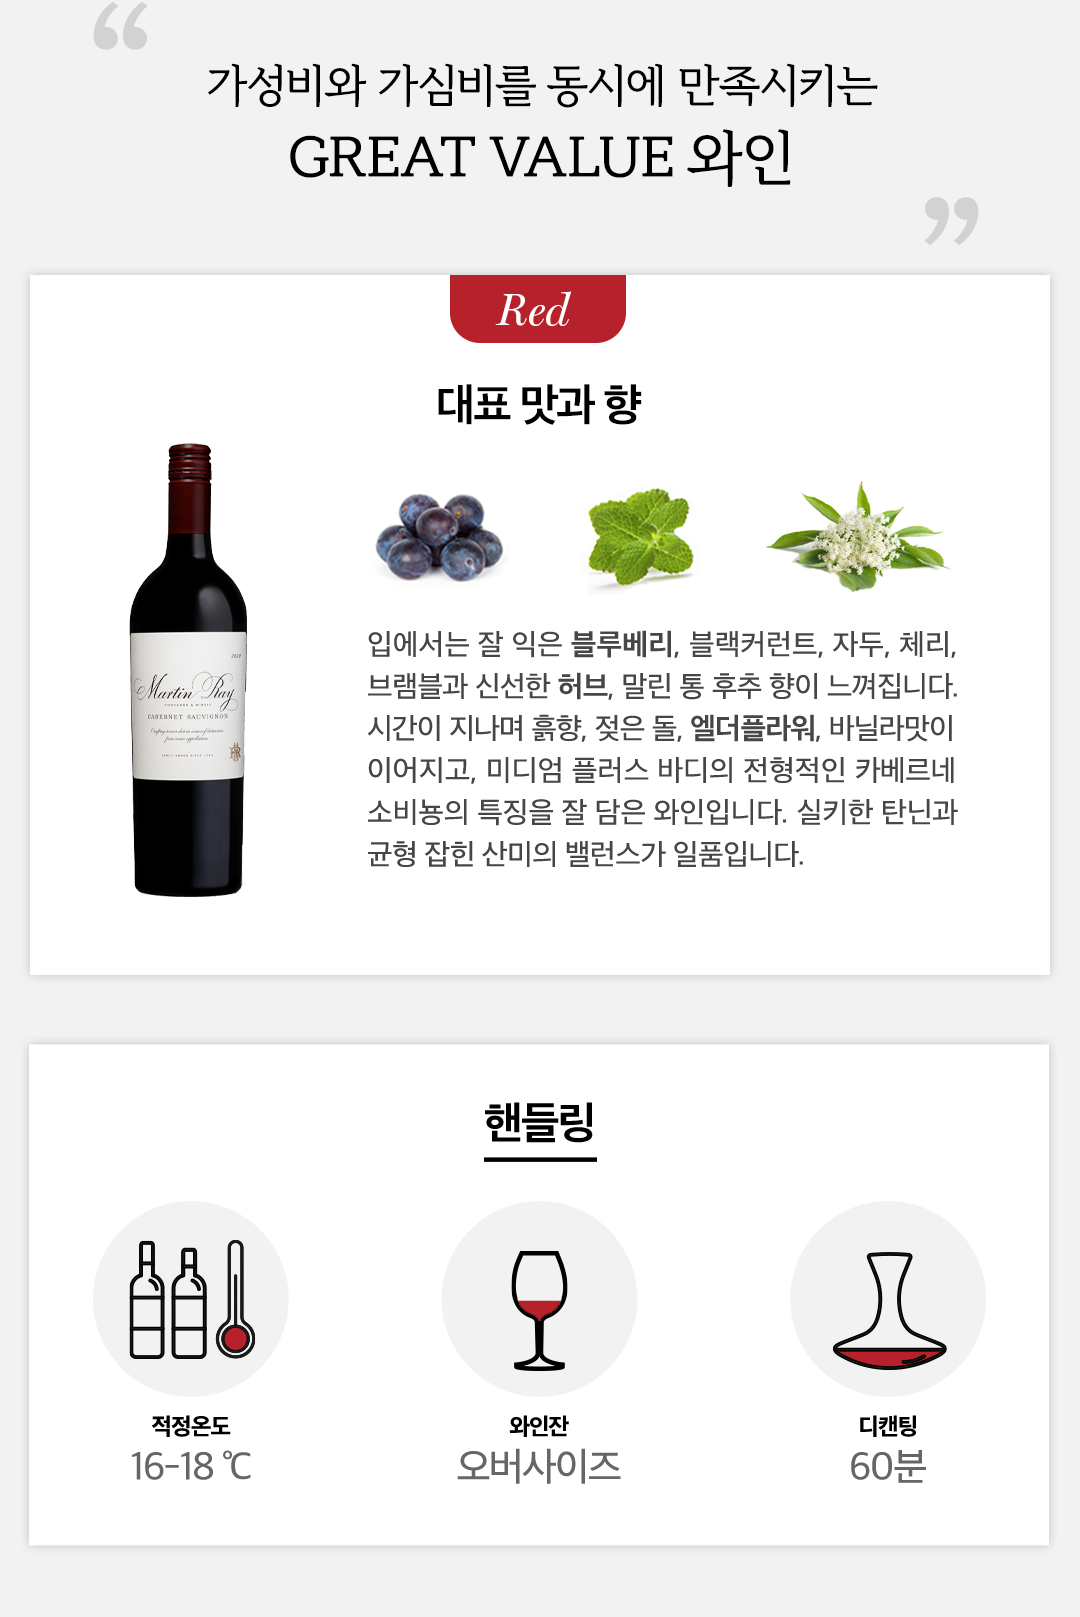 “
가성비와 가심비를 동시에 만족시키는
GREAT VALUE 와인
”
Red
대표 맛과 향
2020
Martin Ray
VINEYARDS & WINERY
CABERNET SAUVIGNON
입에서는 잘 익은 블루베리, 블랙커런트, 자두, 체리,
브램블과 신선한 허브, 말린 통 후추 향이 느껴집니다.
시간이 지나며 흙향, 젖은 돌, 엘더플라워, 바닐라맛이
이어지고, 미디엄 플러스 바디의 전형적인 카베르네
소비뇽의 특징을 잘 담은 와인입니다. 실키한 탄닌과
균형 잡힌 산미의 밸런스가 일품입니다.
핸들링
적정온도
16-18 ℃
와인잔
오버사이즈
디캔팅
60분